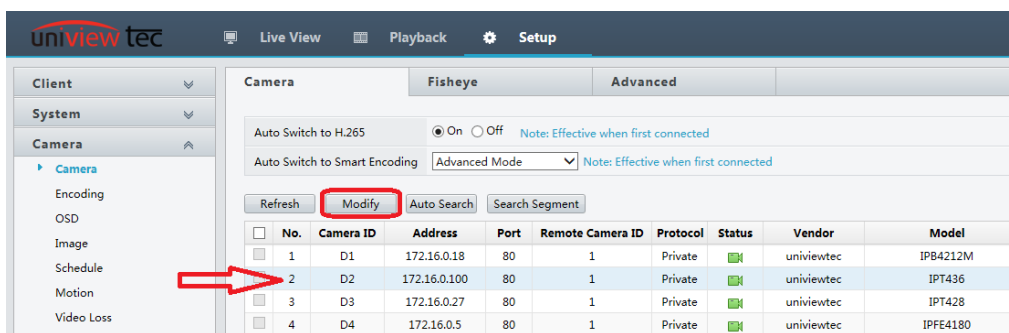 uniview tec Live View Playback Setup
Client Camera Fisheye Advanced
System
Auto Switch to H.265 On Off Note: Effective when first connected
Camera
Auto Switch to Smart Encoding Advanced Mode Note: Effective when first connected
Camera
Encoding
Refresh Modify Auto Search Search Segment
OSD
No. Camera ID Address Port Remote Camera ID Protocol Status Vendor Model
Image
1 D1 172.16.0.18 80 1 Private univiewtec IPB4212M
Schedule
2 D2 172.16.0.100 80 1 Private univiewtec IPT436
Motion
3 D3 172.16.0.27 80 1 Private univiewtec IPT428
Video Loss
4 D4 172.16.0.5 80 1 Private univiewtec IPFE4180